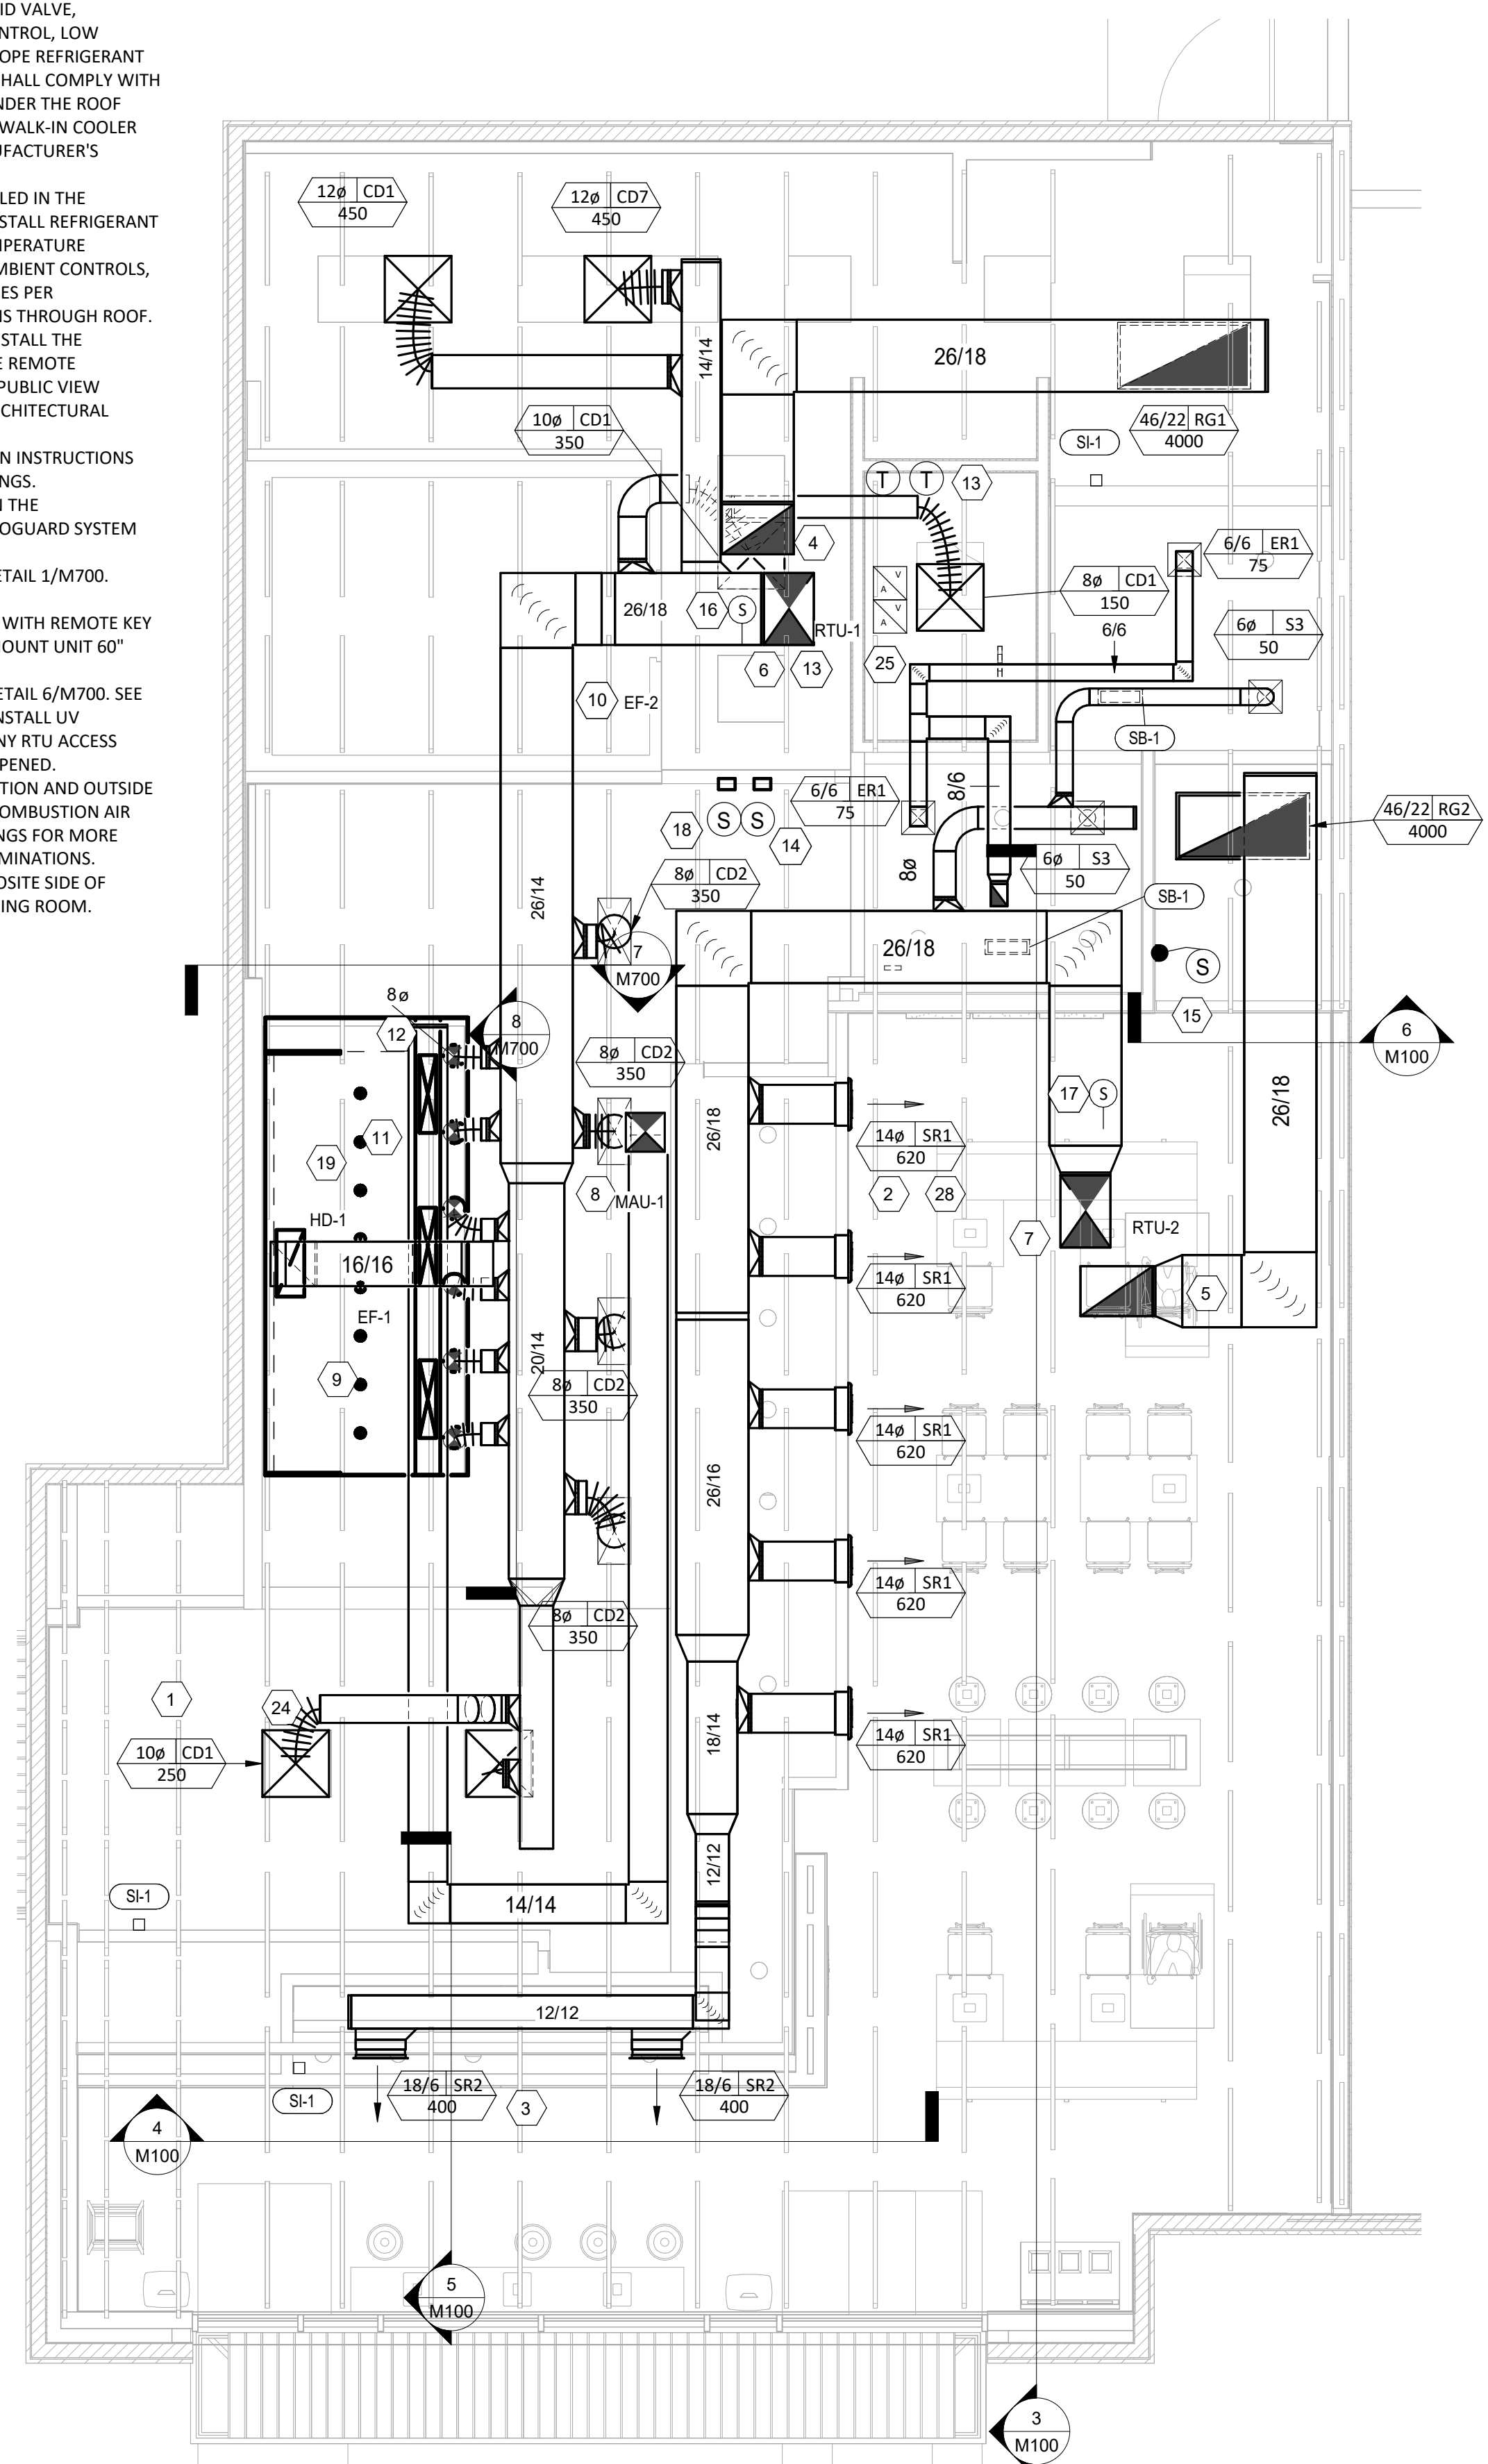 ID VALVE,
NTROL, LOW
OPE REFRIGERANT
HALL COMPLY WITH
NDER THE ROOF
WALK-IN COOLER
UFACTURER'S
LED IN THE
STALL REFRIGERANT
MPERATURE
MBIENT CONTROLS,
ES PER
NS THROUGH ROOF.
NSTALL THE
E REMOTE
PUBLIC VIEW
RCHITECTURAL
N INSTRUCTIONS
NGS.
N THE
OGUARD SYSTEM
ETAIL 1/M700.
WITH REMOTE KEY
OUNT UNIT 60"
ETAIL 6/M700. SEE
NSTALL UV
NY RTU ACCESS
PENED.
TION AND OUTSIDE
COMBUSTION AIR
NGS FOR MORE
MINATIONS.
OSITE SIDE OF
ING ROOM.
12ø CD1
450
12ø CD7
450
14/14
26/18
10ø CD1
350
46/22 RG1
4000
SI-1
T T 13
4
6/6 ER1
75
8ø CD1
150
V
A
V
A
26/18
16
S
RTU-1
6/6
6ø S3
50
6
13
25
10
EF-2
SB-1
6/6 ER1
75
8/6
18
S S
14
46/22 RG2
4000
8ø CD2
350
8ø
6ø S3
50
26/14
SB-1
7
M700
26/18
S
8ø
12
8
M700
15
6
M100
8ø CD2
350
17
S
26/18
11
26/18
14ø SR1
620
19
8
MAU-1
2
28
HD-1
7
RTU-2
16/16
14ø SR1
620
5
EF-1
20/14
9
8ø CD2
350
14ø SR1
620
26/16
14ø SR1
620
8ø CD2
350
1
24
18/14
14ø SR1
620
10ø CD1
250
12/12
SI-1
14/14
12/12
SI-1
18/6 SR2
400
3
18/6 SR2
400
4
M100
5
M100
3
M100